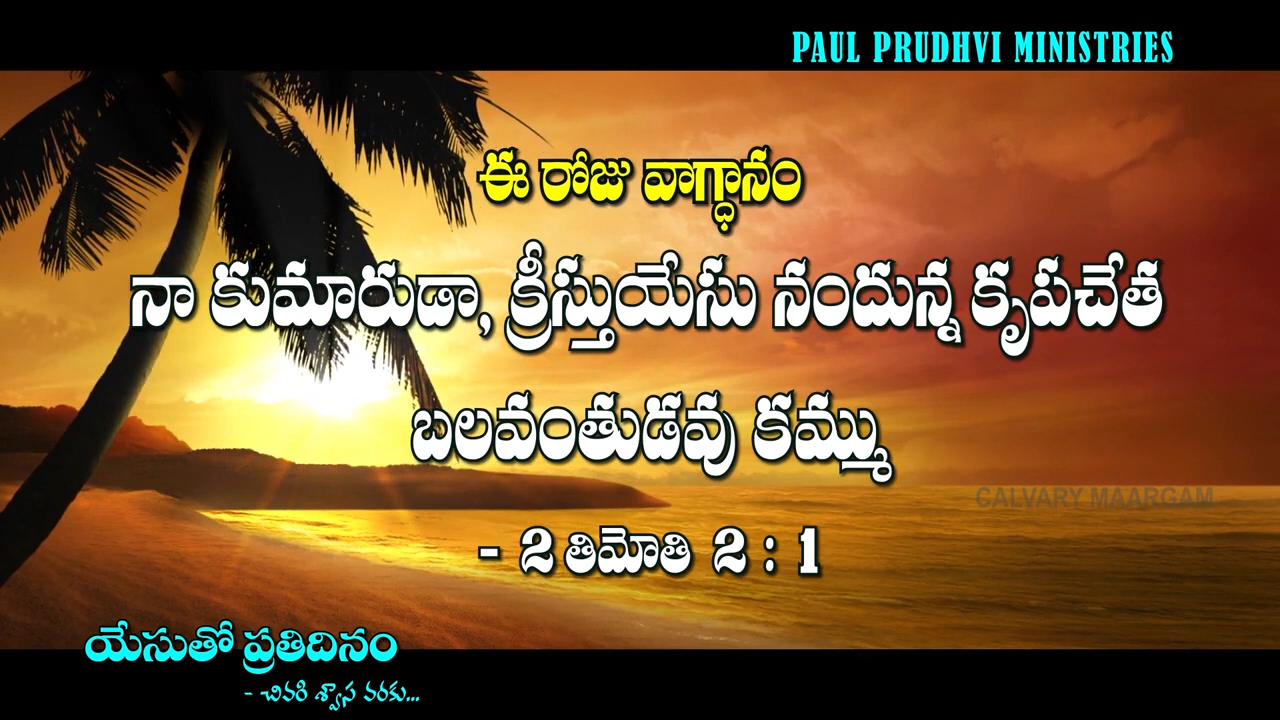 PAUL PRUDHVI MINISTRIES
ఈ రోజు వాగ్ధానం
నా కుమారుడా, క్రీస్తుయేసు నందున్న కృపచేత
బలవంతుడవు కమ్ము
- 2 తిమోతి 2 : 1
CALVARY MAARGAM
యేసుతో ప్రతిదినం
- చివరి శ్వాస వరకు...